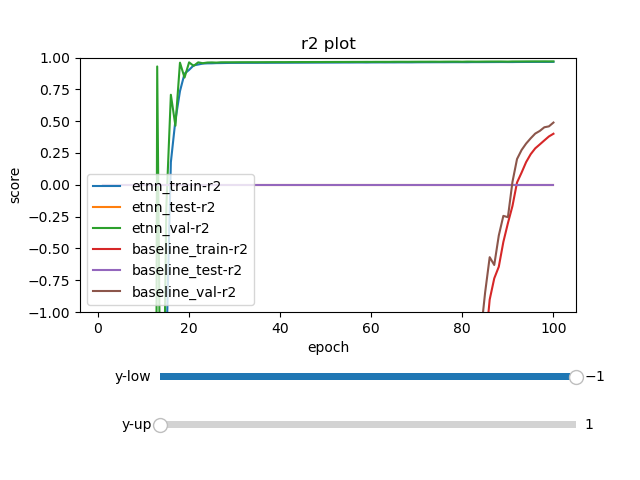 r2 plot
1.00
0.75
0.50
0.25
0.00
−0.25
−0.50
−0.75
−1.00
score
etnn_train-r2
etnn_test-r2
etnn_val-r2
baseline_train-r2
baseline_test-r2
baseline_val-r2
0 20 40 60 80 100
epoch
y-low −1
y-up 1